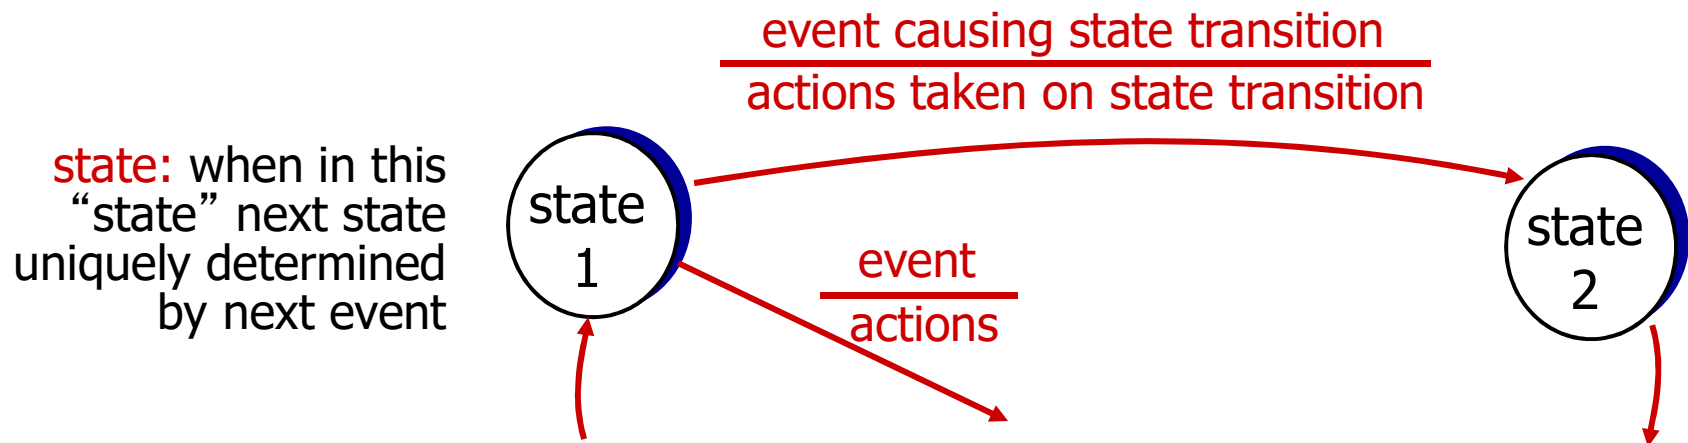 event causing state transition
actions taken on state transition
state: when in this
“state” next state
uniquely determined
by next event
state
1
event
actions
state
2